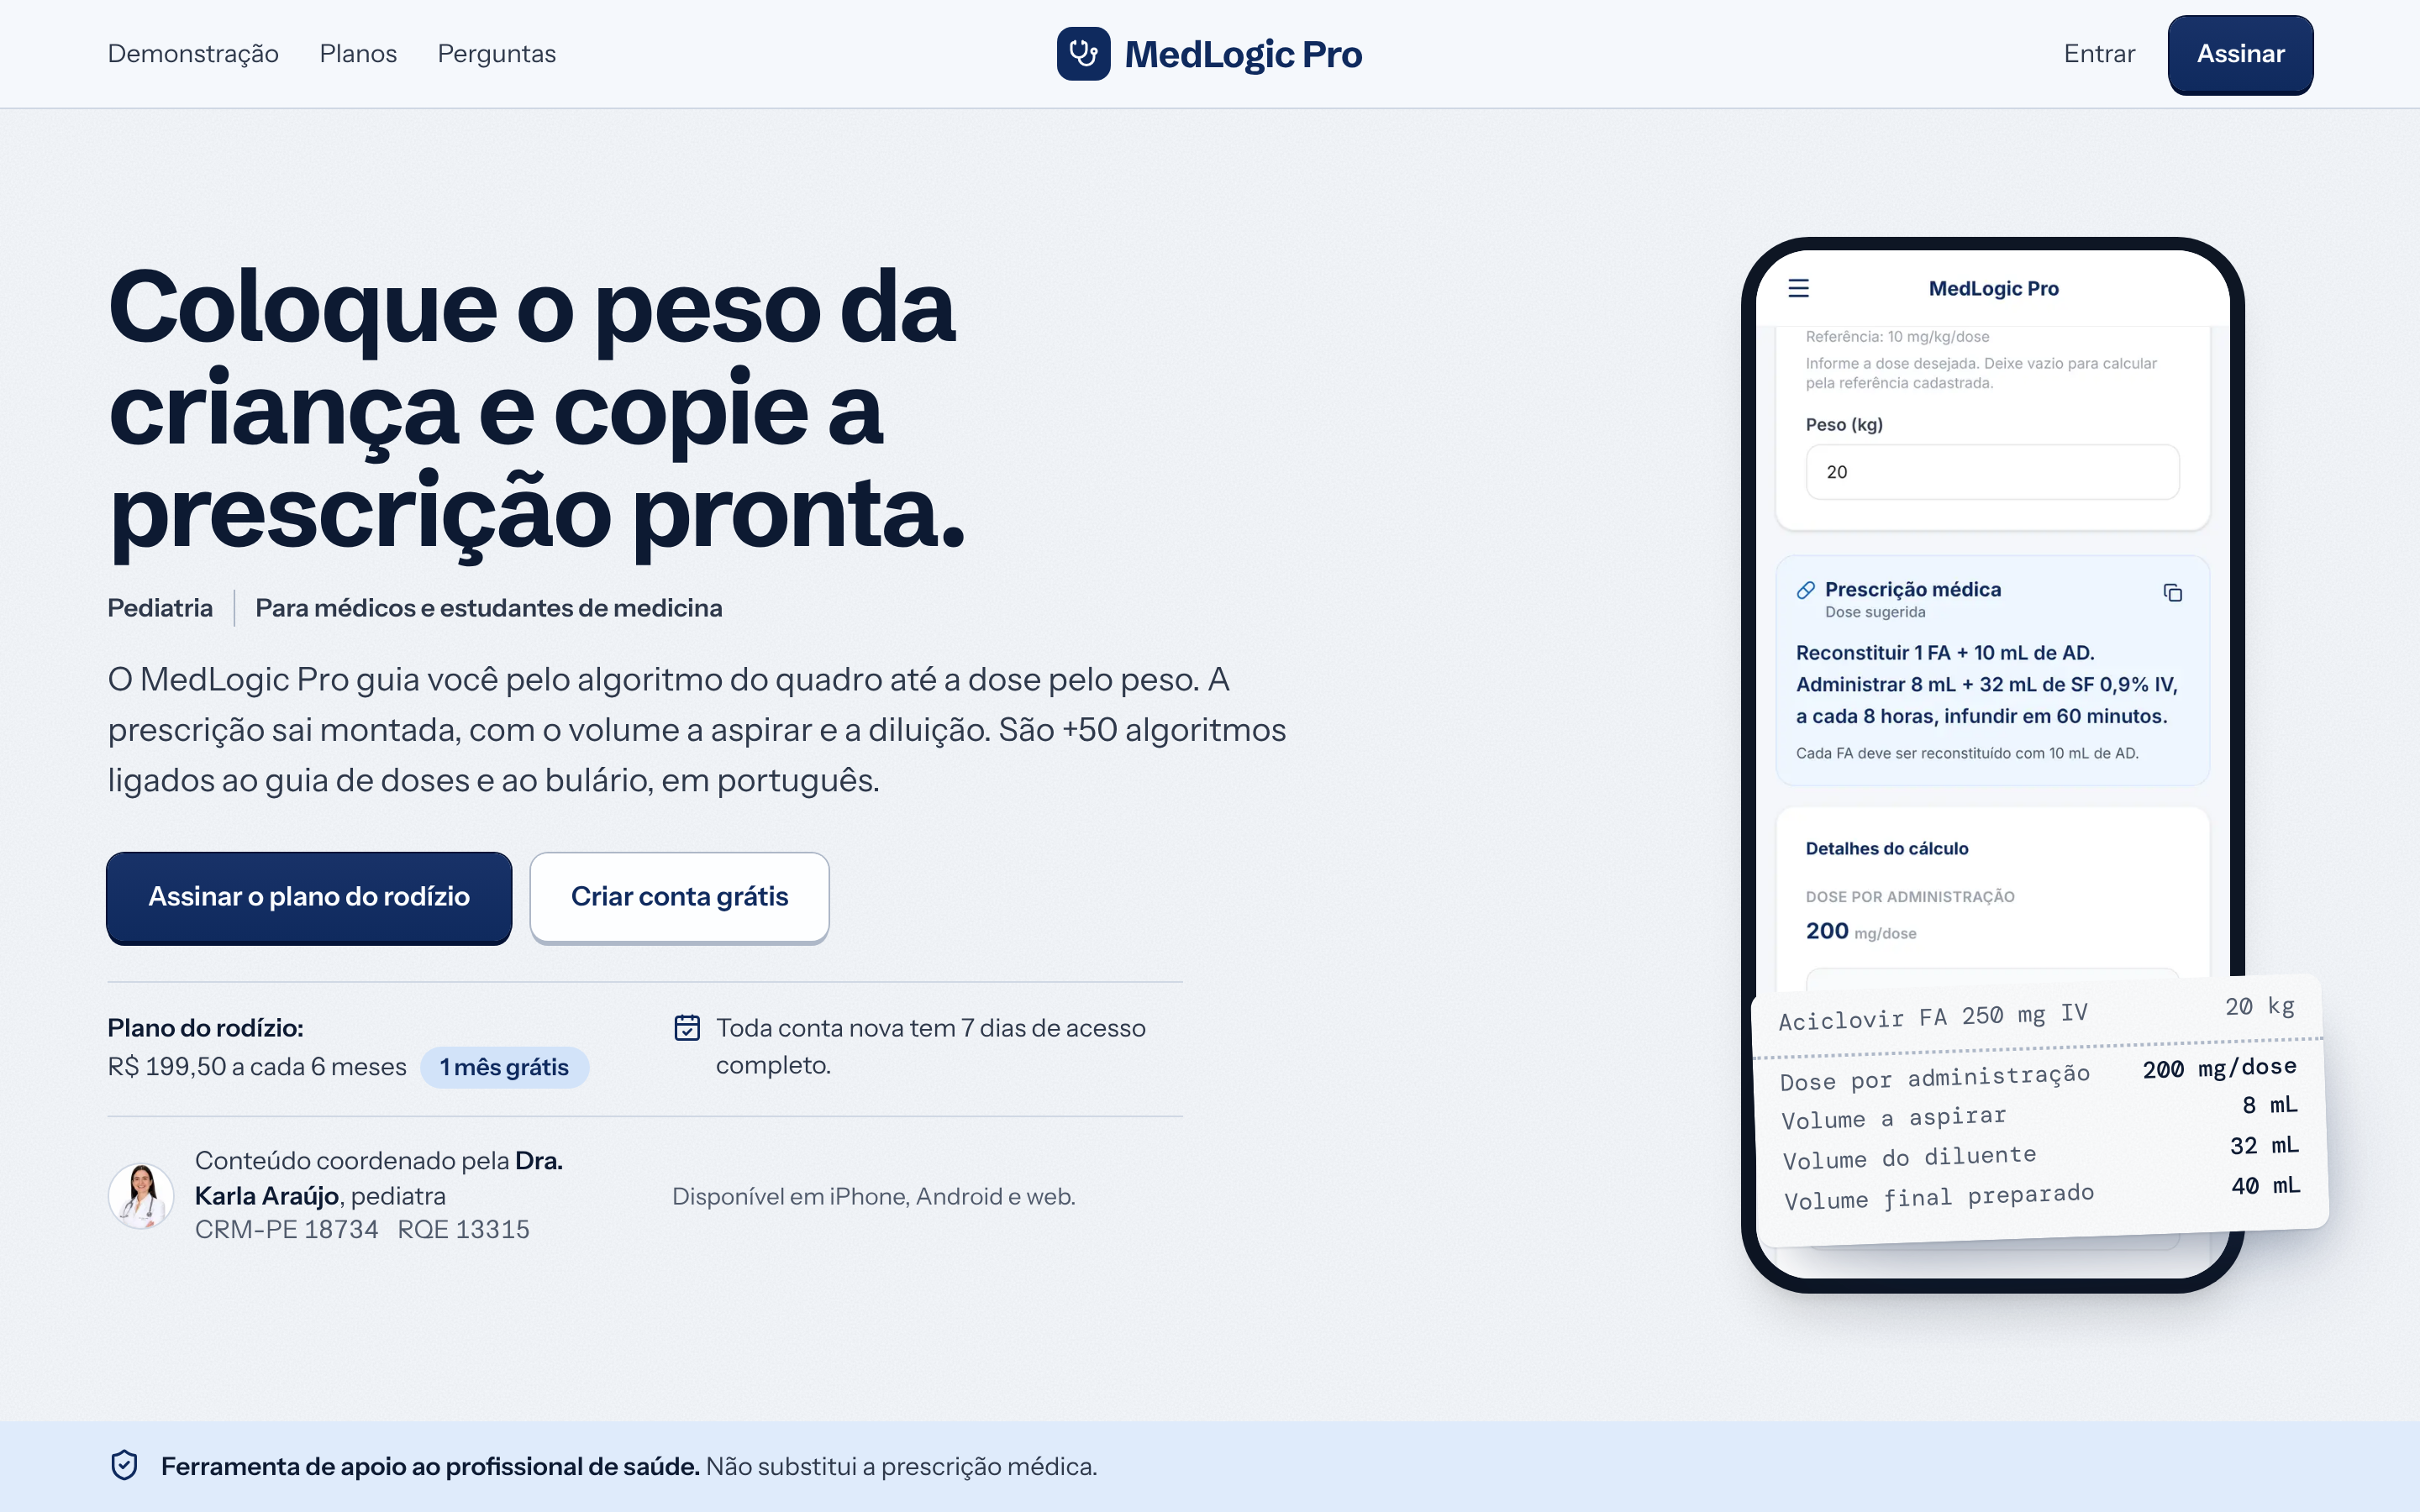 Demonstração
Planos
Perguntas
MedLogic Pro
Entrar
Assinar
Coloque o peso da
criança e copie a
prescrição pronta.
Pediatria
Para médicos e estudantes de medicina
O MedLogic Pro guia você pelo algoritmo do quadro até a dose pelo peso. A
prescrição sai montada, com o volume a aspirar e a diluição. São +50 algoritmos
ligados ao guia de doses e ao bulário, em português.
Assinar o plano do rodízio
Criar conta grátis
Plano do rodízio:
R$ 199,50 a cada 6 meses
1 mês grátis
Toda conta nova tem 7 dias de acesso
completo.
Conteúdo coordenado pela Dra.
Karla Araújo, pediatra
CRM-PE 18734 RQE 13315
Disponível em iPhone, Android e web.
MedLogic Pro
Referência: 10 mg/kg/dose
Informe a dose desejada. Deixe vazio para calcular
pela referência cadastrada.
Peso (kg)
20
Prescrição médica
Dose sugerida
Reconstituir 1 FA + 10 mL de AD.
Administrar 8 mL + 32 mL de SF 0,9% IV,
a cada 8 horas, infundir em 60 minutos.
Cada FA deve ser reconstituído com 10 mL de AD.
Detalhes do cálculo
DOSE POR ADMINISTRAÇÃO
200 mg/dose
Aciclovir FA 250 mg IV 20 kg
Dose por administração 200 mg/dose
Volume a aspirar 8 mL
Volume do diluente 32 mL
Volume final preparado 40 mL
Ferramenta de apoio ao profissional de saúde. Não substitui a prescrição médica.